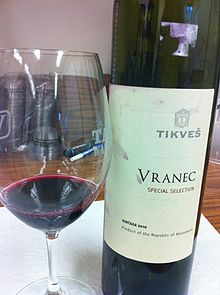 TIKVEŠ
VRANEC
SPECIAL SELECTION
VINTAGE 2010
Product of the Republic of Macedonia